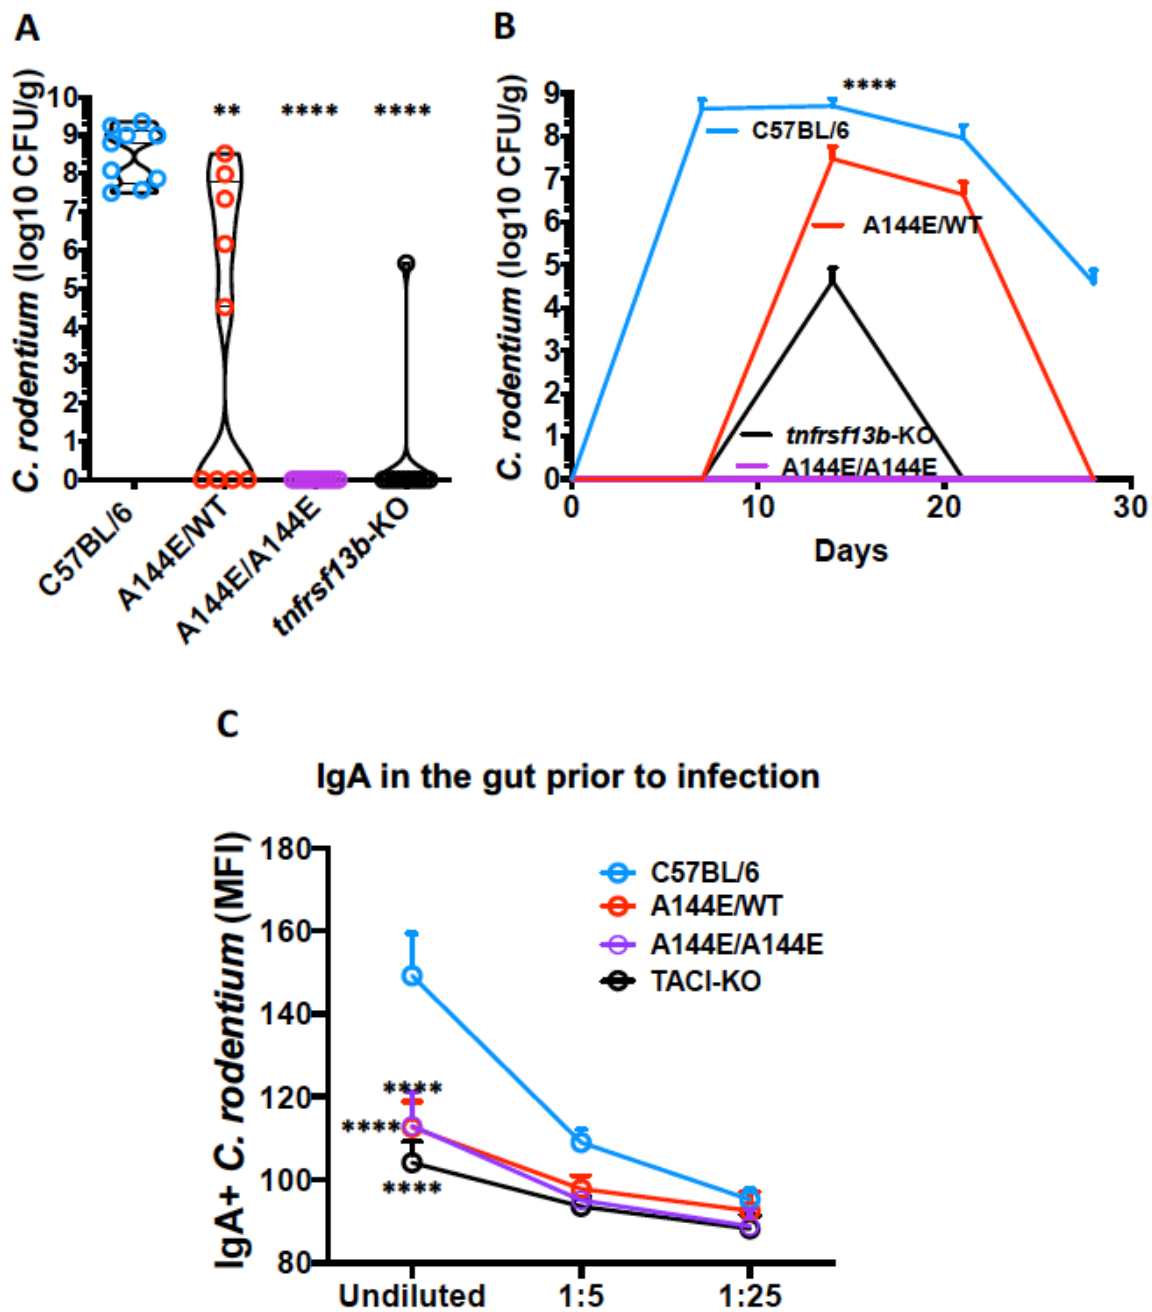 A
C. rodentium (log10 CFU/g)
10
9
8
7
6
5
4
3
2
1
0
** **** ****
C57BL/6
A144E/WT
A144E/A144E
tnfrsf13b-KO
B
C. rodentium (log10 CFU/g)
9
8
7
6
5
4
3
2
1
0
****
C57BL/6
A144E/WT
tnfrsf13b-KO
A144E/A144E
0 10 20 30
Days
C
IgA in the gut prior to infection
IgA+ C. rodentium (MFI)
180
160
140
120
100
80
C57BL/6
A144E/WT
A144E/A144E
TACI-KO
****
****
****
Undiluted 1:5 1:25